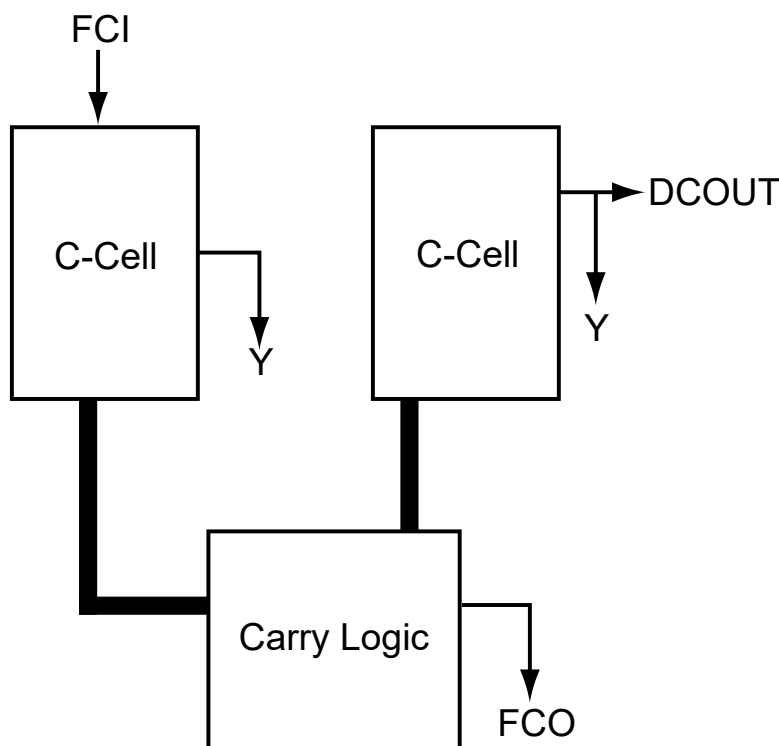 FCI
C-Cell
C-Cell
DCOUT
Y
Y
Carry Logic
FCO